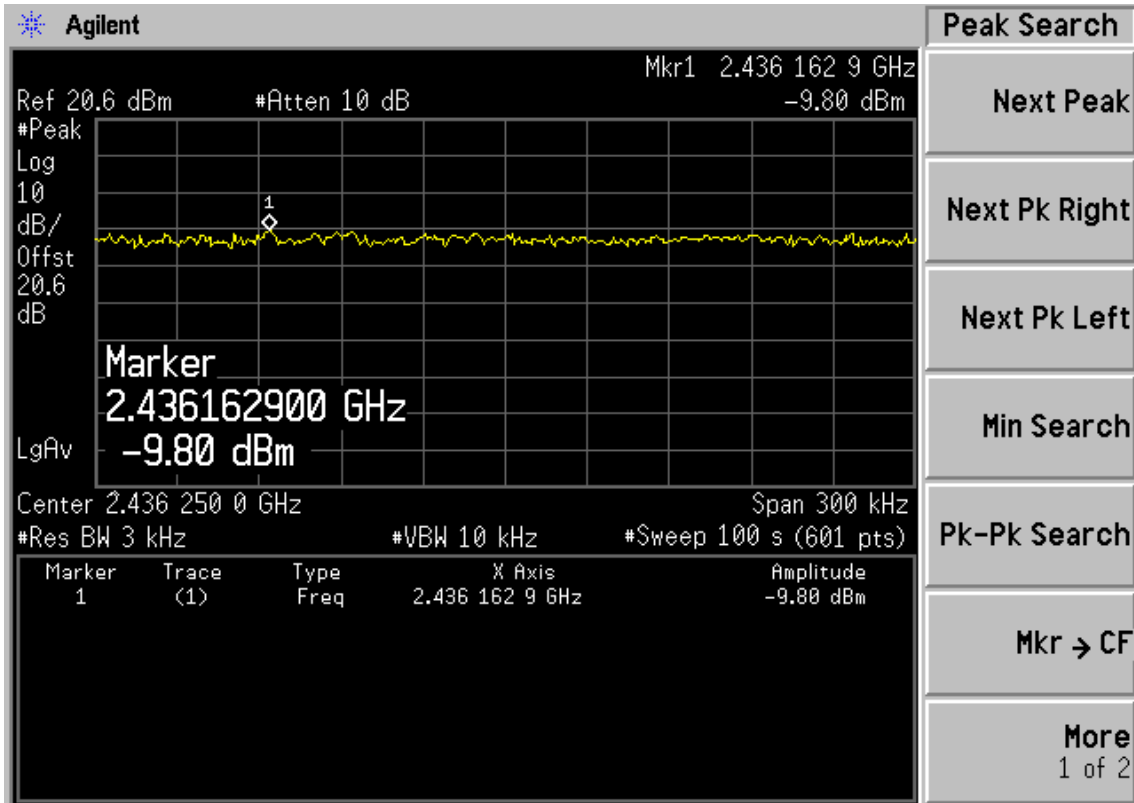 Agilent
Peak Search
Mkr1 2.436 162 9 GHz
Ref 20.6 dBm #Atten 10 dB -9.80 dBm
#Peak
Log
10
dB/
Offst
20.6
dB
1
Marker
2.436162900 GHz
-9.80 dBm
LgAv
Center 2.436 250 0 GHz Span 300 kHz
#Res BW 3 kHz #VBW 10 kHz #Sweep 100 s (601 pts)
Marker Trace Type X Axis Amplitude
1 (1) Freq 2.436 162 9 GHz -9.80 dBm
Next Peak
Next Pk Right
Next Pk Left
Min Search
Pk-Pk Search
Mkr → CF
More
1 of 2